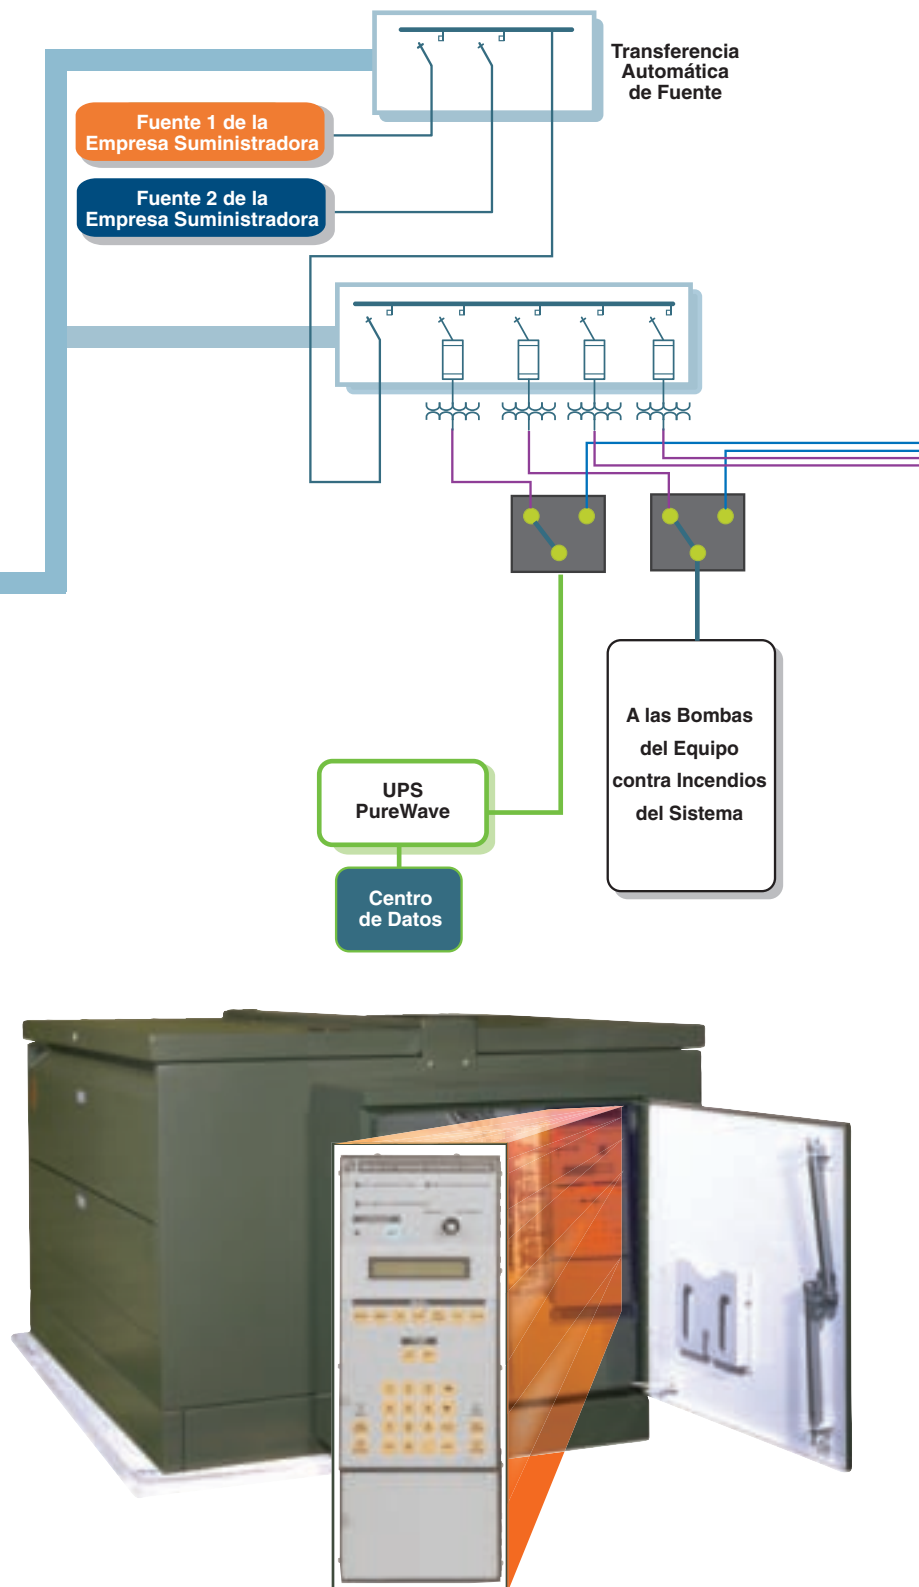 Transferencia
Automática
de Fuente
Fuente 1 de la
Empresa Suministradora
Fuente 2 de la
Empresa Suministradora
A las Bombas
del Equipo
contra Incendios
del Sistema
UPS
PureWave
Centro
de Datos